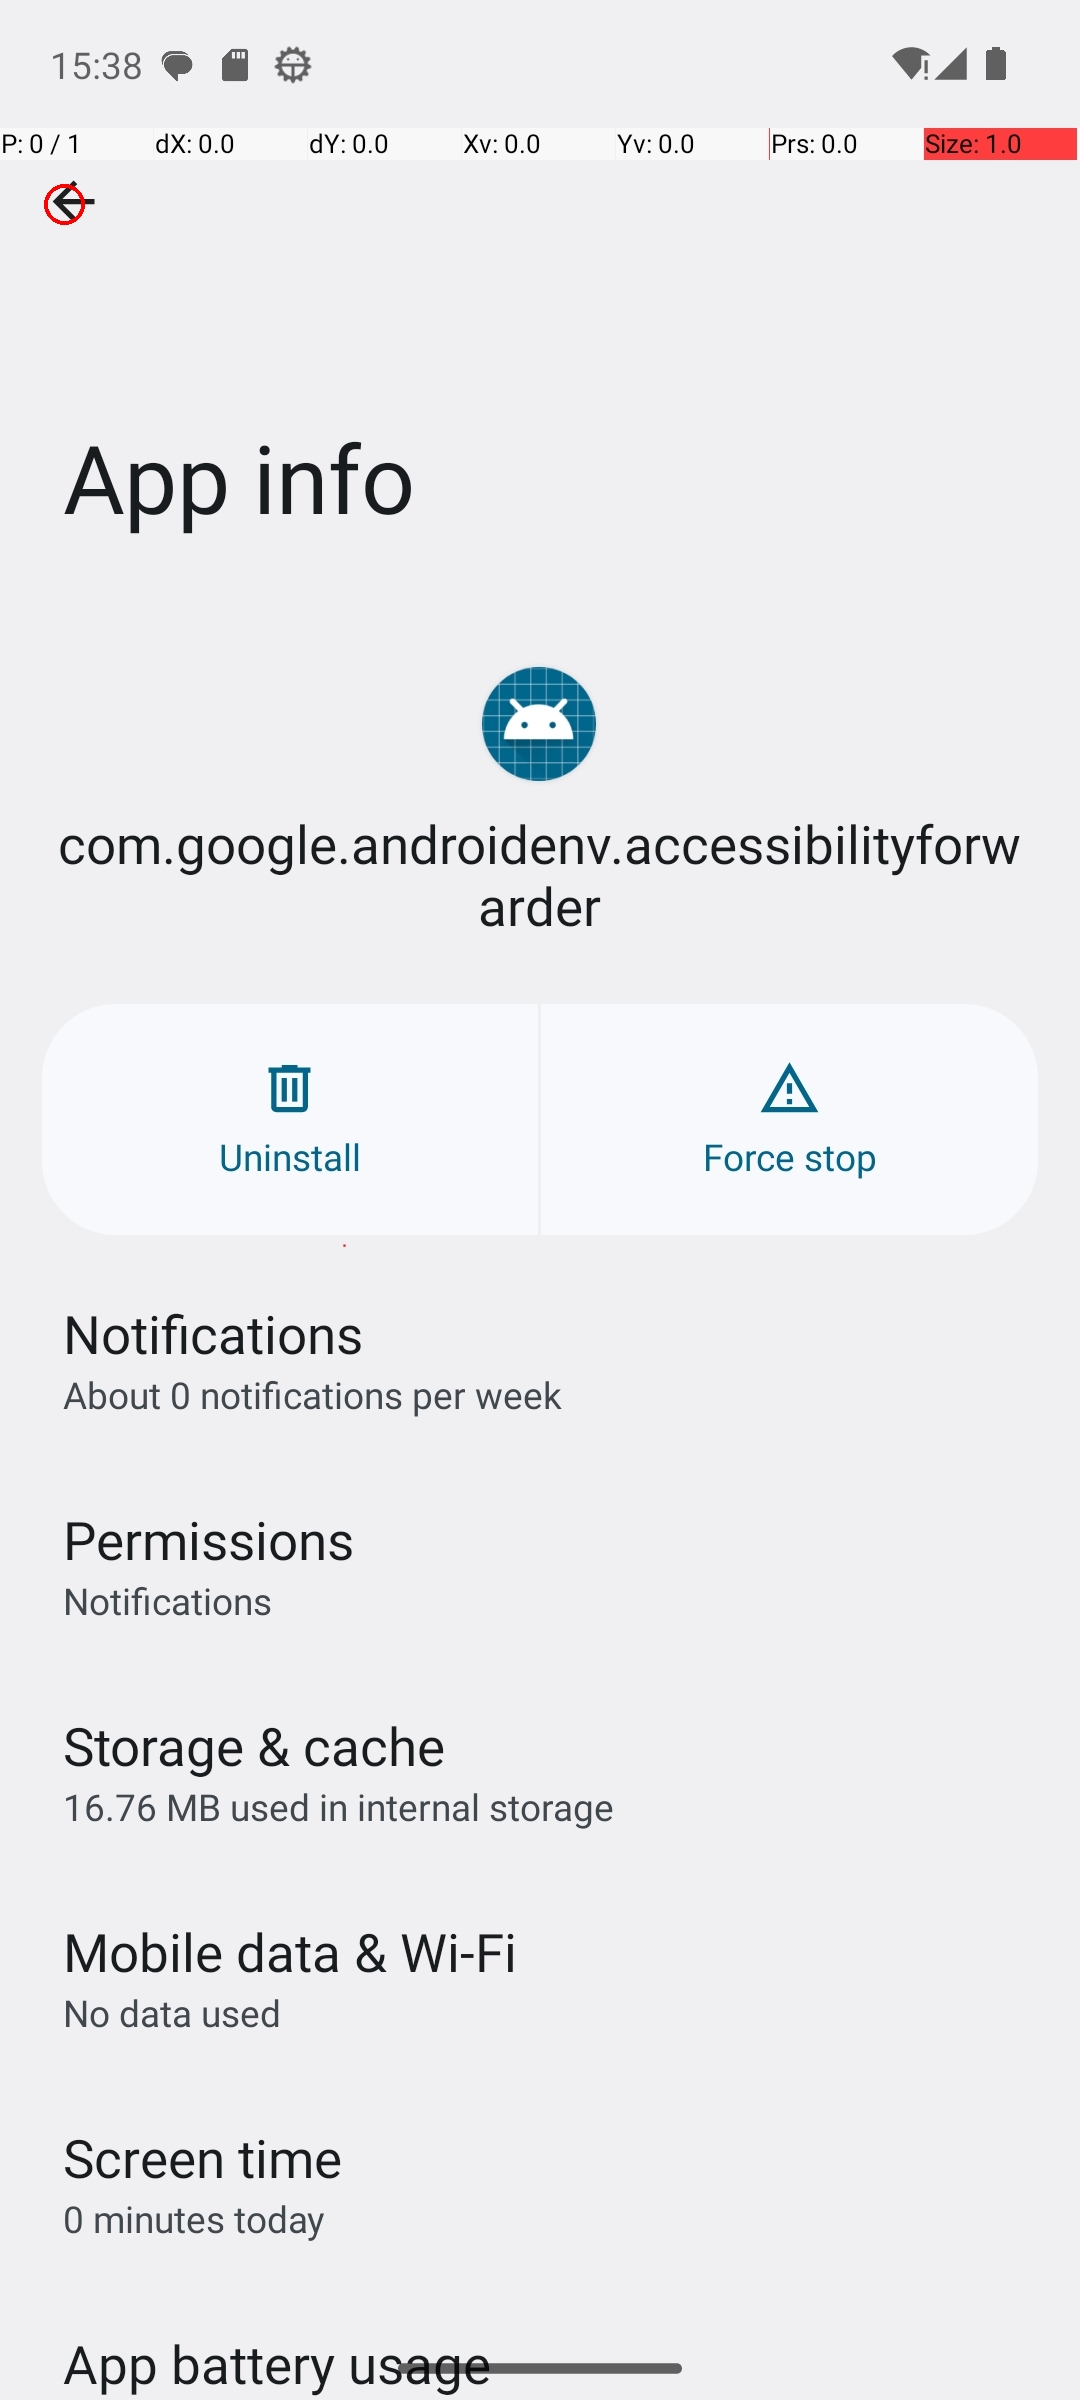 15:38
P: 0 / 1 dX: 0.0 dY: 0.0 Xv: 0.0 Yv: 0.0 Prs: 0.0 Size: 1.0
App info
com.google.androidenv.accessibilityforw
arder
Uninstall Force stop
Notifications
About 0 notifications per week
Permissions
Notifications
Storage & cache
16.76 MB used in internal storage
Mobile data & Wi-Fi
No data used
Screen time
0 minutes today
App battery usage